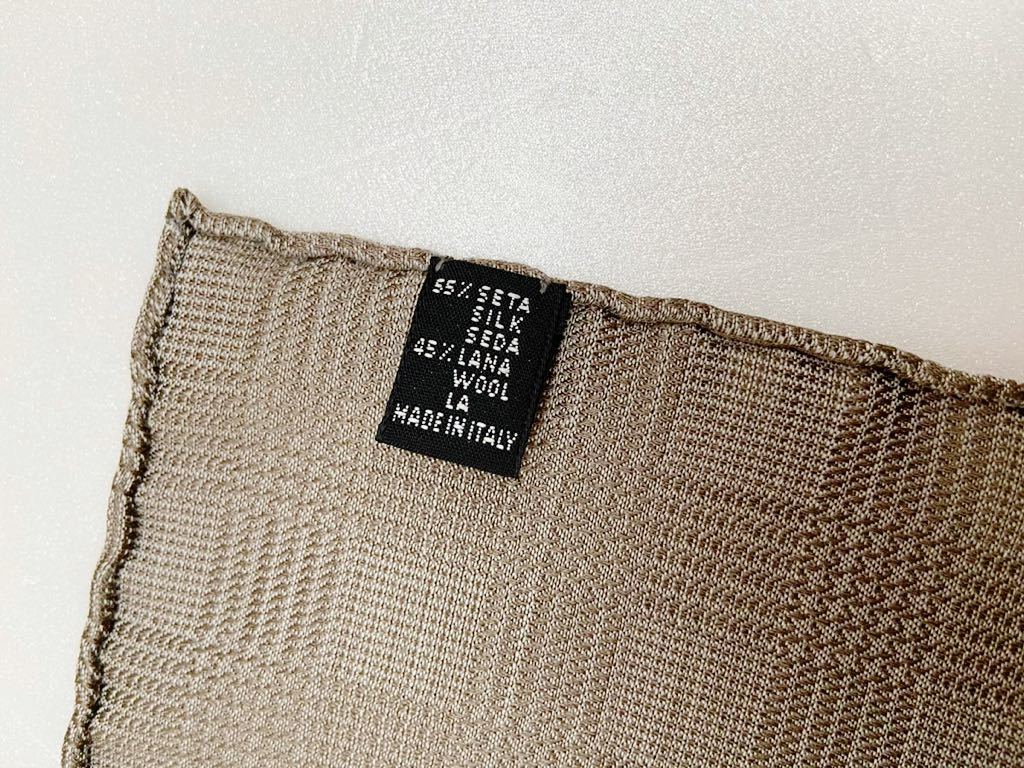 55% SETA
SILK
SEDA
45% LANA
WOOL
LA
MADE IN ITALY